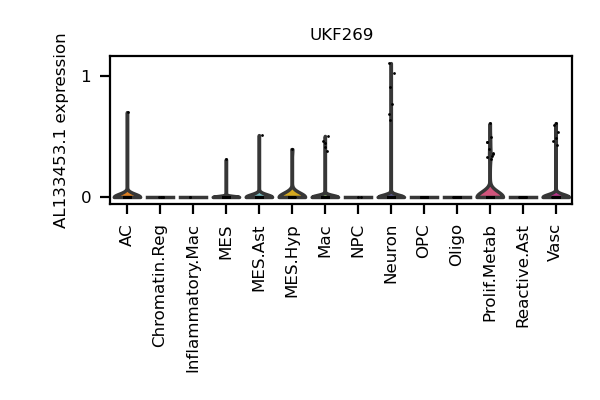 UKF269
AL133453.1 expression
1
0
AC
Chromatin.Reg
Inflammatory.Mac
MES
MES.Ast
MES.Hyp
Mac
NPC
Neuron
OPC
Oligo
Prolif.Metab
Reactive.Ast
Vasc